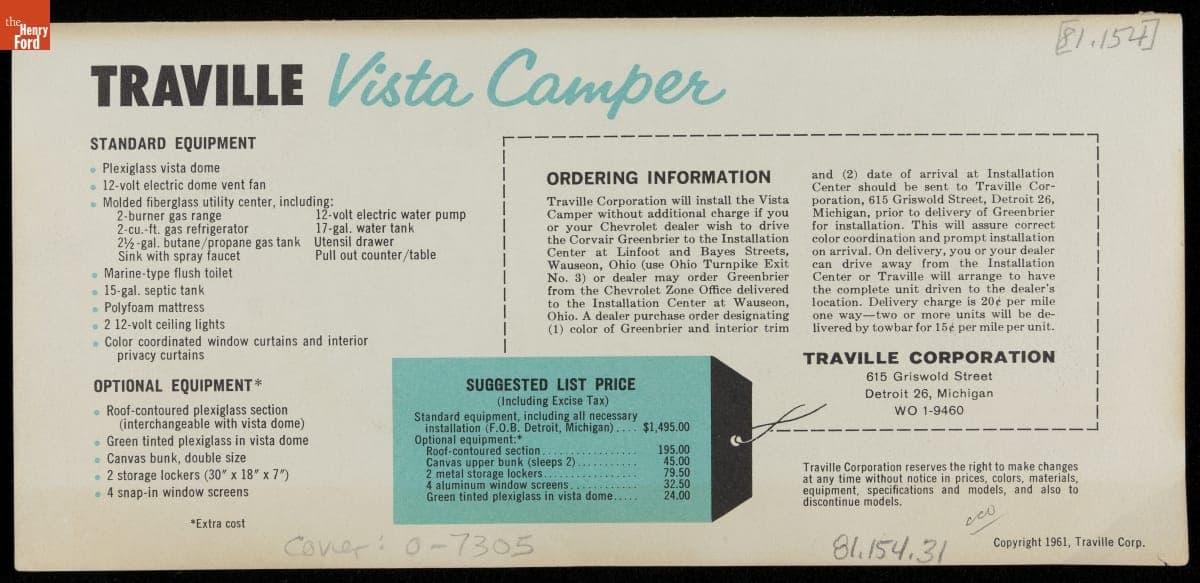 the
Henry
Ford
[81.154]
TRAVILLE Vista Camper
STANDARD EQUIPMENT
• Plexiglass vista dome
• 12-volt electric dome vent fan
• Molded fiberglass utility center, including:
2-burner gas range 12-volt electric water pump
2-cu.-ft. gas refrigerator 17-gal. water tank
2½-gal. butane/propane gas tank Utensil drawer
Sink with spray faucet Pull out counter/table
• Marine-type flush toilet
• 15-gal. septic tank
• Polyfoam mattress
• 2 12-volt ceiling lights
• Color coordinated window curtains and interior
privacy curtains
OPTIONAL EQUIPMENT*
• Roof-contoured plexiglass section
(interchangeable with vista dome)
• Green tinted plexiglass in vista dome
• Canvas bunk, double size
• 2 storage lockers (30" x 18" x 7")
• 4 snap-in window screens
*Extra cost
ORDERING INFORMATION
Traville Corporation will install the Vista
Camper without additional charge if you
or your Chevrolet dealer wish to drive
the Corvair Greenbrier to the Installation
Center at Linfoot and Bayes Streets,
Wauseon, Ohio (use Ohio Turnpike Exit
No. 3) or dealer may order Greenbrier
from the Chevrolet Zone Office delivered
to the Installation Center at Wauseon,
Ohio. A dealer purchase order designating
(1) color of Greenbrier and interior trim
and (2) date of arrival at Installation
Center should be sent to Traville Cor-
poration, 615 Griswold Street, Detroit 26,
Michigan, prior to delivery of Greenbrier
for installation. This will assure correct
color coordination and prompt installation
on arrival. On delivery, you or your dealer
can drive away from the Installation
Center or Traville will arrange to have
the complete unit driven to the dealer's
location. Delivery charge is 20¢ per mile
one way—two or more units will be de-
livered by towbar for 15¢ per mile per unit.
TRAVILLE CORPORATION
615 Griswold Street
Detroit 26, Michigan
WO 1-9460
SUGGESTED LIST PRICE
(Including Excise Tax)
Standard equipment, including all necessary
installation (F.O.B. Detroit, Michigan).... $1,495.00
Optional equipment:*
Roof-contoured section................. 195.00
Canvas upper bunk (sleeps 2)........... 45.00
2 metal storage lockers................. 79.50
4 aluminum window screens............ 32.50
Green tinted plexiglass in vista dome..... 24.00
Traville Corporation reserves the right to make changes
at any time without notice in prices, colors, materials,
equipment, specifications and models, and also to
discontinue models.
Copyright 1961, Traville Corp.
Cover: 0-7305
81.154.31